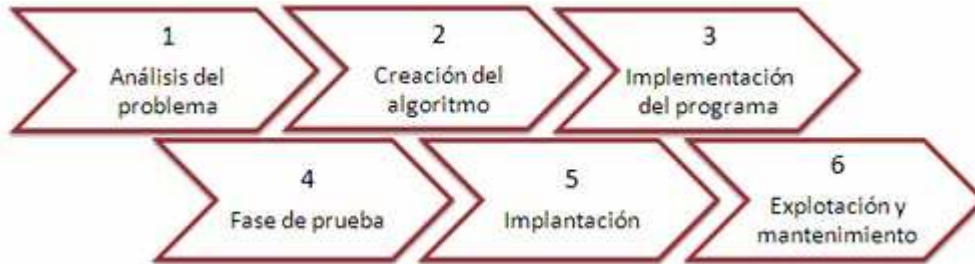 1
Análisis del
problema
2
Creación del
algoritmo
3
Implementación
del programa
4
Fase de prueba
5
Implantación
6
Explotación y
mantenimiento